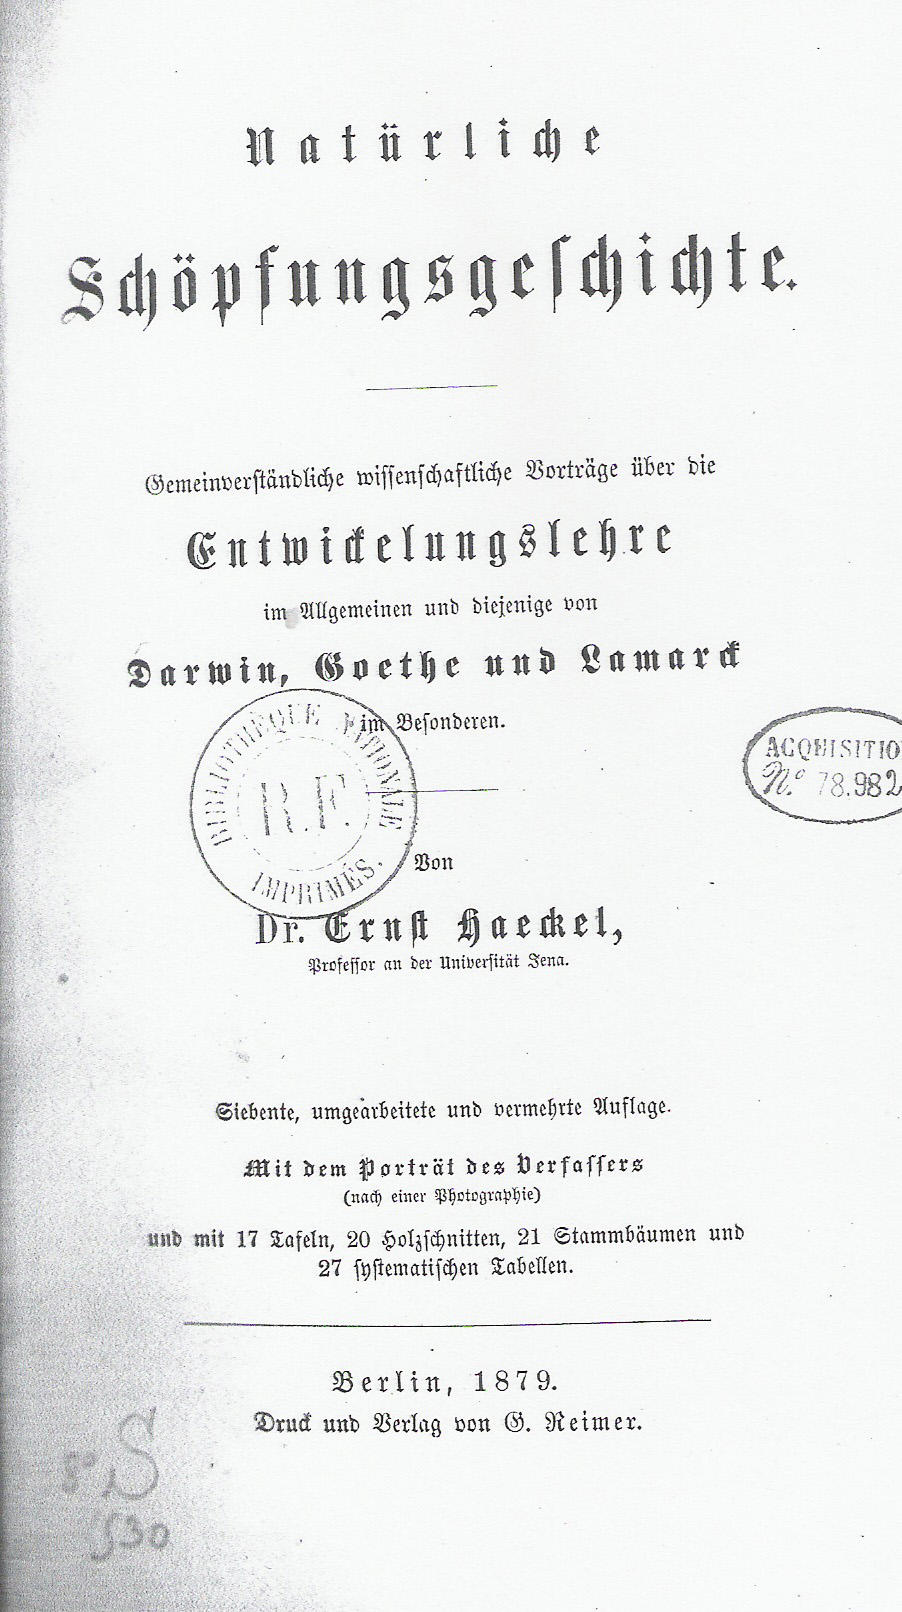 Natürliche
Schöpfungsgeschichte.
Gemeinverständliche wissenschaftliche Vorträge über die
Entwickelungslehre
im Allgemeinen und diejenige von
Darwin, Goethe und Lamarck
im Besonderen.
BIBLIOTHÈQUE NATIONALE
R.F.
IMPRIMÉS.
ACQUISITIO
No. 78.982
Von
Dr. Ernst Haeckel,
Professor an der Universität Jena.
Siebente, umgearbeitete und vermehrte Auflage.
Mit dem Porträt des Verfassers
(nach einer Photographie)
und mit 17 Tafeln, 20 Holzschnitten, 21 Stammbäumen und
27 systematischen Tabellen.
Berlin, 1879.
Druck und Verlag von G. Reimer.
8° S
530